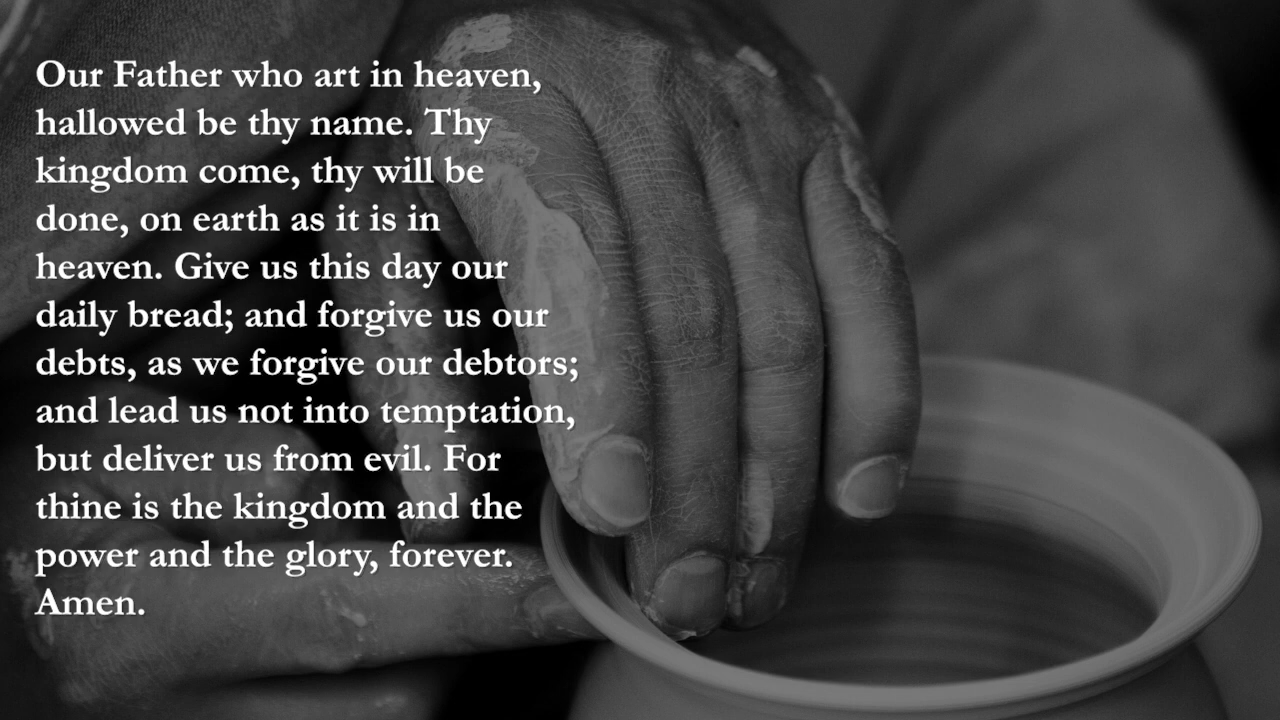 Our Father who art in heaven,
hallowed be thy name. Thy
kingdom come, thy will be
done, on earth as it is in
heaven. Give us this day our
daily bread; and forgive us our
debts, as we forgive our debtors;
and lead us not into temptation,
but deliver us from evil. For
thine is the kingdom and the
power and the glory, forever.
Amen.